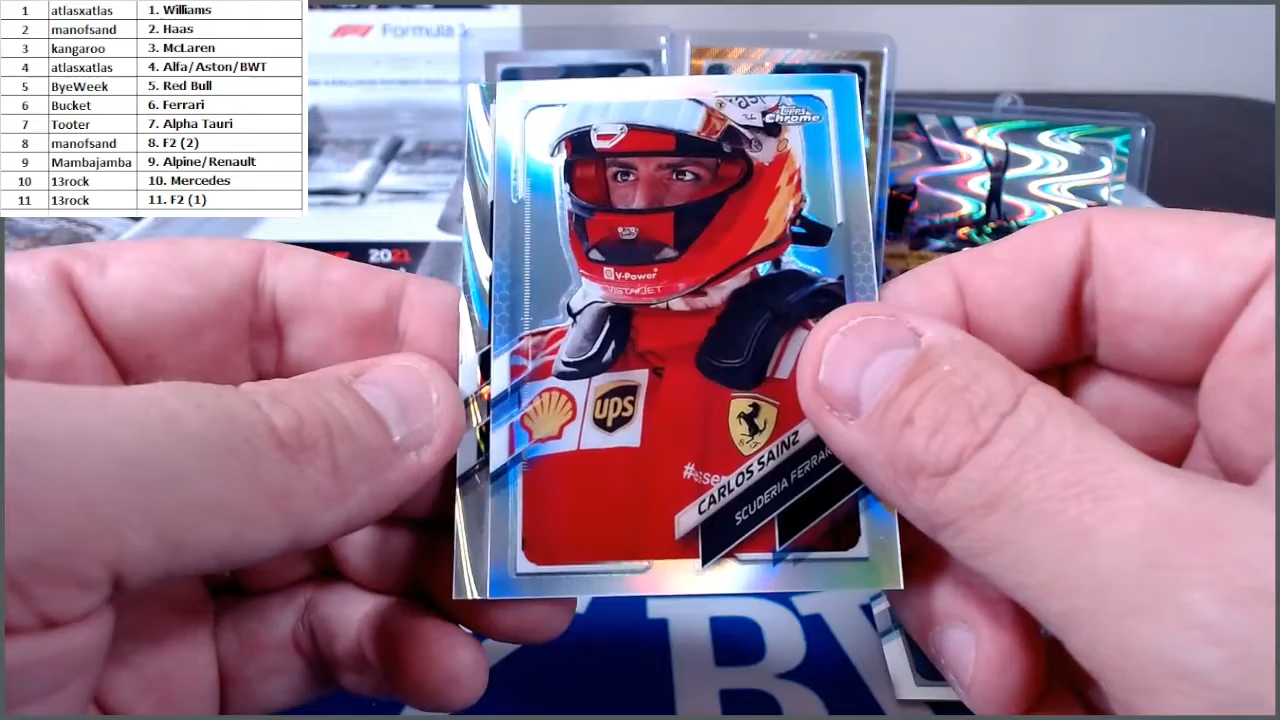 1 atlasxatlas 1. Williams
2 manofsand 2. Haas
3 kangaroo 3. McLaren
4 atlasxatlas 4. Alfa/Aston/BWT
5 ByeWeek 5. Red Bull
6 Bucket 6. Ferrari
7 Tooter 7. Alpha Tauri
8 manofsand 8. F2 (2)
9 Mambajamba 9. Alpine/Renault
10 13rock 10. Mercedes
11 13rock 11. F2 (1)
F1 Formula
2021
Topps
Chrome
V-Power
VISTAJET
ups
S F
CARLOS SAINZ
SCUDERIA FERRARI